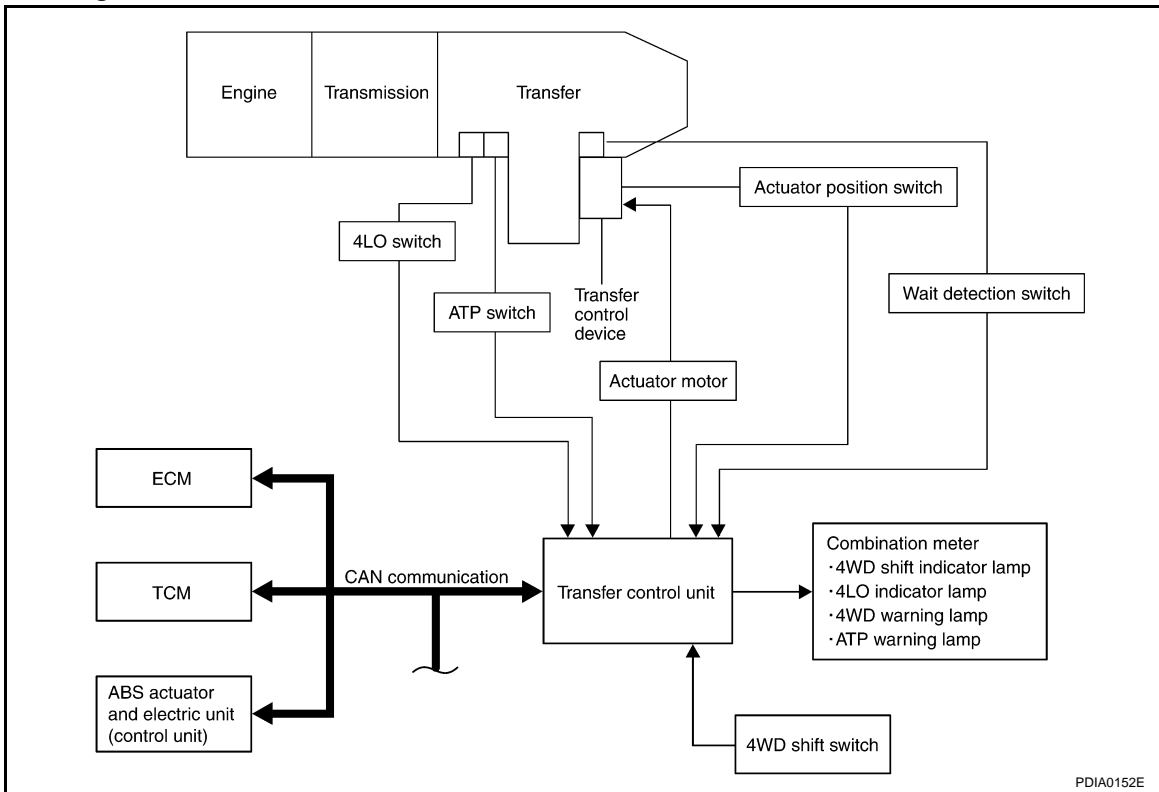 Engine
Transmission
Transfer
Actuator position switch
4LO switch
Wait detection switch
ATP switch
Transfer
control
device
Actuator motor
ECM
TCM
CAN communication
Transfer control unit
Combination meter
·4WD shift indicator lamp
·4LO indicator lamp
·4WD warning lamp
·ATP warning lamp
ABS actuator
and electric unit
(control unit)
4WD shift switch
PDIA0152E